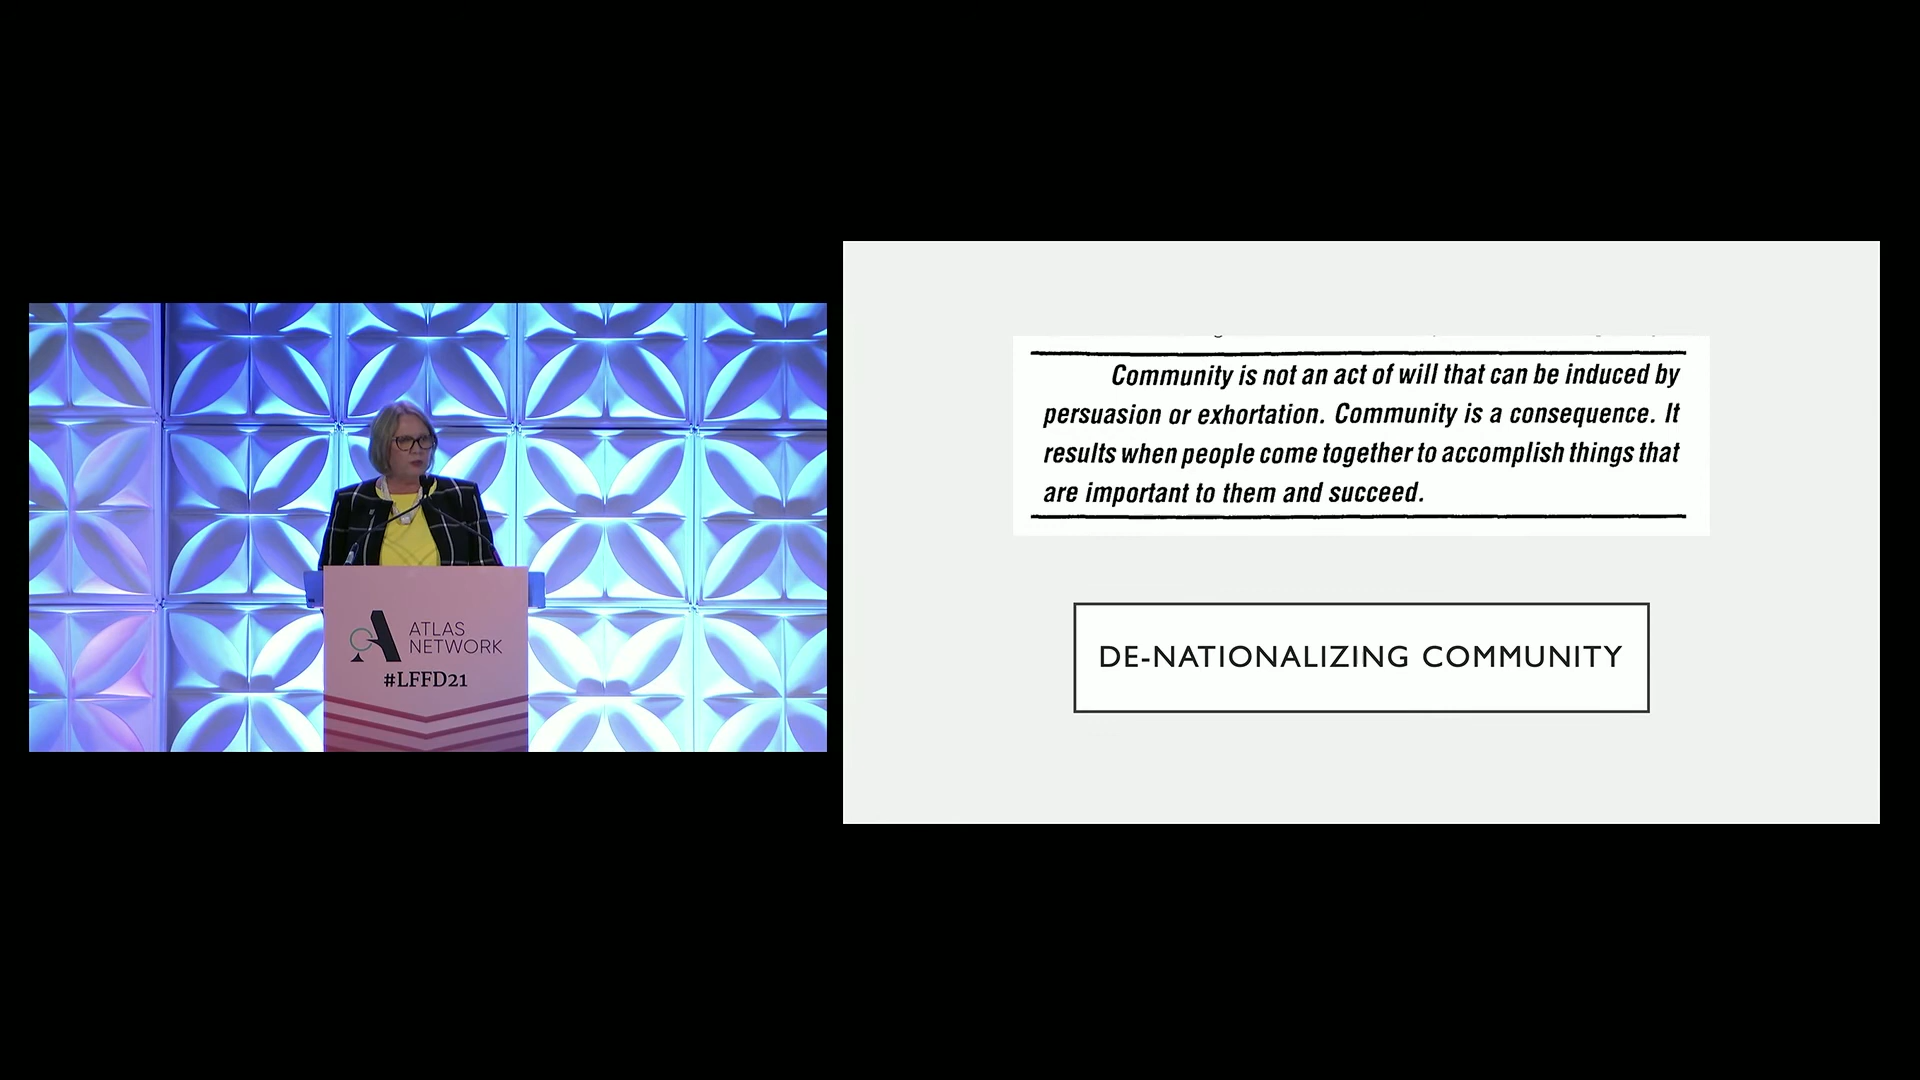 ATLAS
NETWORK
#LFFD21
Community is not an act of will that can be induced by
persuasion or exhortation. Community is a consequence. It
results when people come together to accomplish things that
are important to them and succeed.
DE-NATIONALIZING COMMUNITY